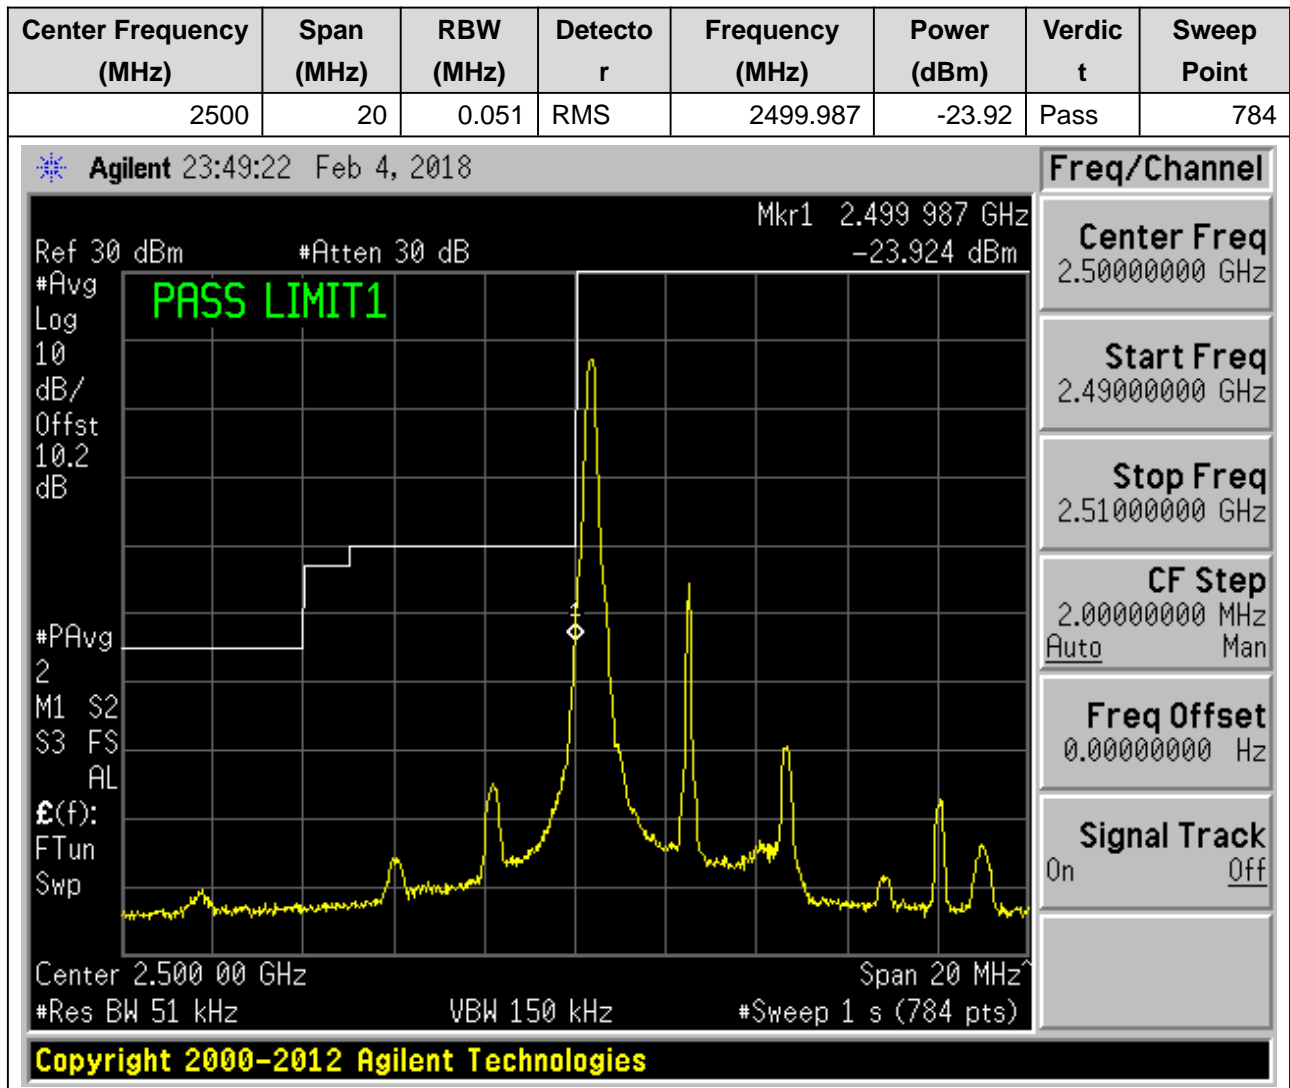 Center Frequency (MHz) Span (MHz) RBW (MHz) Detector Frequency (MHz) Power (dBm) Verdict Sweep Point
2500 20 0.051 RMS 2499.987 -23.92 Pass 784
Agilent 23:49:22 Feb 4, 2018
Freq/Channel
Mkr1 2.499 987 GHz
Ref 30 dBm #Atten 30 dB -23.924 dBm
#Avg
Log
10
dB/
Offst
10.2
dB
PASS LIMIT1
1
#PAvg
2
M1 S2
S3 FS
AL
£(f):
FTun
Swp
Center 2.500 00 GHz Span 20 MHz^
#Res BW 51 kHz VBW 150 kHz #Sweep 1 s (784 pts)
Center Freq
2.50000000 GHz
Start Freq
2.49000000 GHz
Stop Freq
2.51000000 GHz
CF Step
2.00000000 MHz
Auto Man
Freq Offset
0.00000000 Hz
Signal Track
On Off
Copyright 2000-2012 Agilent Technologies